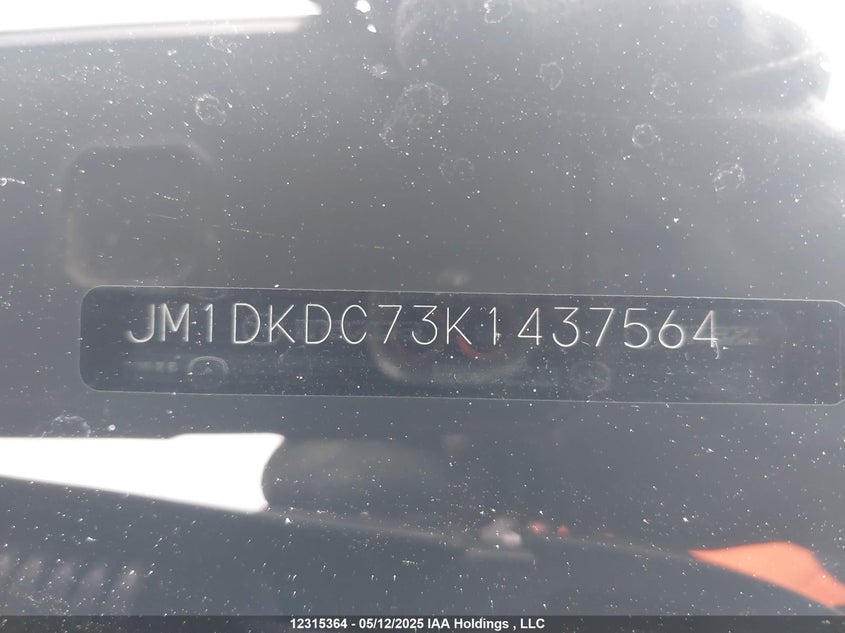 JM1DKDC73K1437564
12315364 - 05/12/2025 IAA Holdings , LLC